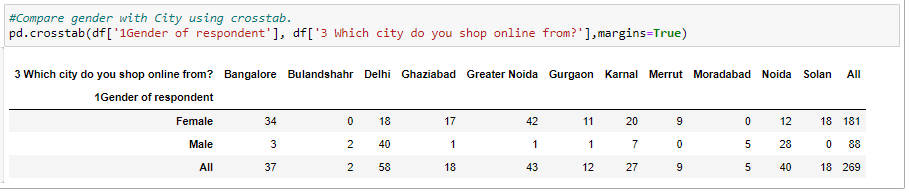 #Compare gender with City using crosstab.
pd.crosstab(df['1Gender of respondent'], df['3 Which city do you shop online from?'],margins=True)
3 Which city do you shop online from? Bangalore Bulandshahr Delhi Ghaziabad Greater Noida Gurgaon Karnal Merrut Moradabad Noida Solan All
1Gender of respondent
Female 34 0 18 17 42 11 20 9 0 12 18 181
Male 3 2 40 1 1 1 7 0 5 28 0 88
All 37 2 58 18 43 12 27 9 5 40 18 269